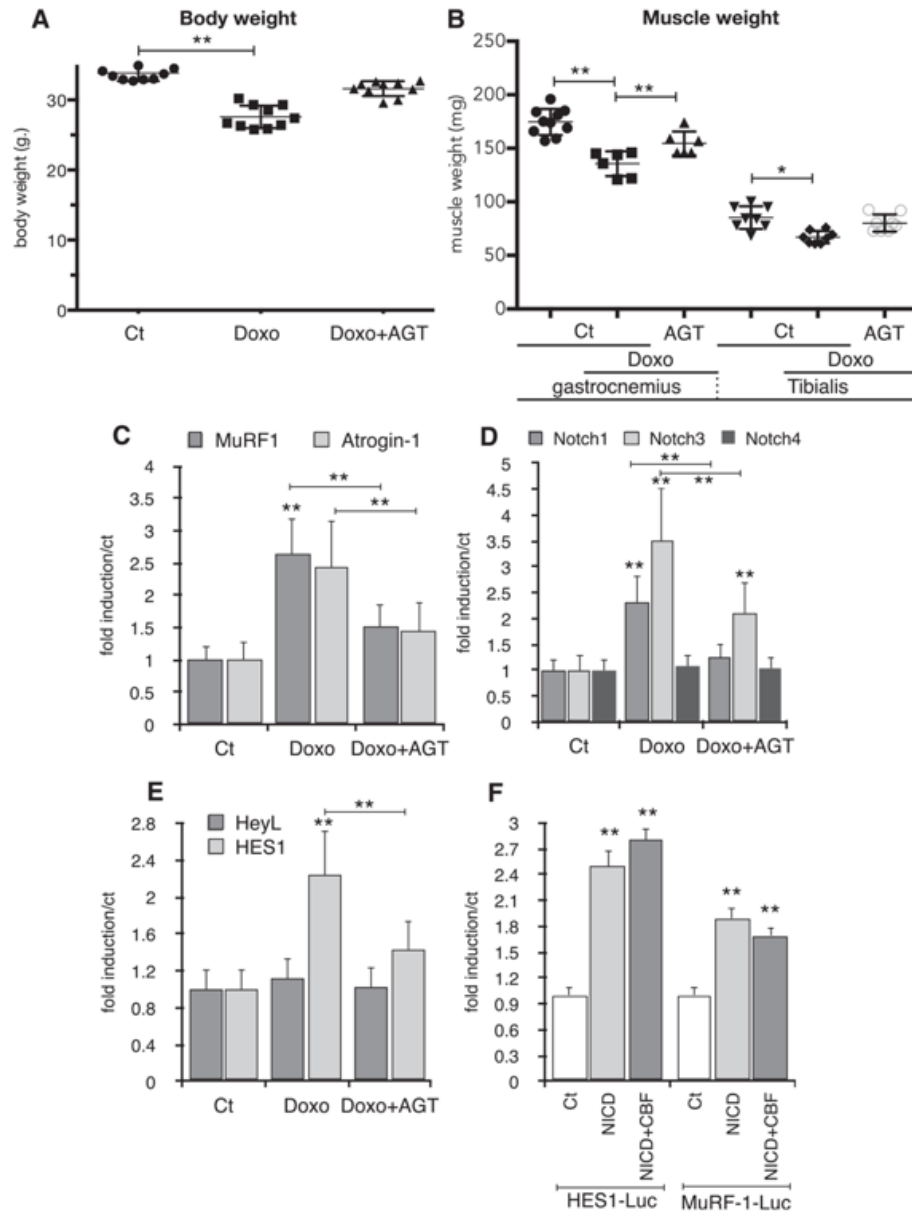 A
Body weight
**
body weight (g.)
30
20
10
0
Ct Doxo Doxo+AGT
B
Muscle weight
muscle weight (mg)
250
200
150
100
50
0
** ** *
Ct AGT Ct AGT
Doxo Doxo
gastrocnemius Tibialis
C
MuRF1 Atrogin-1
fold induction/ct
4
3.5
3
2.5
2
1.5
1
0.5
0
**
**
**
Ct Doxo Doxo+AGT
D
Notch1 Notch3 Notch4
fold induction/ct
5
4.5
4
3.5
3
2.5
2
1.5
1
0.5
0
**
** **
** **
Ct Doxo Doxo+AGT
E
HeyL
HES1
fold induction/ct
2.8
2.4
2
1.6
1.2
0.8
0.4
0
**
**
Ct Doxo Doxo+AGT
F
fold induction/ct
3
2.7
2.4
2.1
1.8
1.5
1.2
0.9
0.6
0.3
0
** **
** **
Ct NICD NICD+CBF Ct NICD NICD+CBF
HES1-Luc MuRF-1-Luc